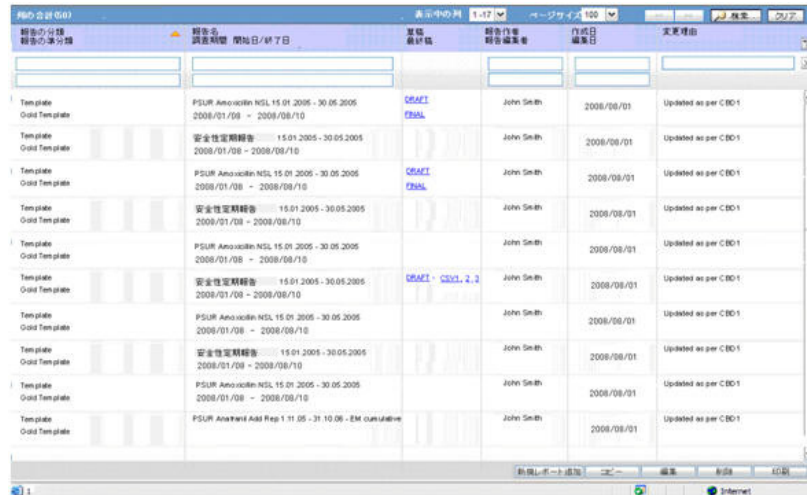 列の合計(50) 表示中の列 1-17 ページサイズ 100 検索... クリア
報告の分類 報告名 草稿 報告作者 作成日 変更理由
報告の準分類 調査期間 開始日/終了日 最終稿 報告編集者 編集日
Template PSUR Amoxicillin NSL 15.01.2005 - 30.05.2005 DRAFT John Smith 2008/08/01 Updated as per CBD1
Gold Template 2008/01/08 - 2008/08/10 FINAL
Template 安全性定期報告 15.01.2005 - 30.05.2005 John Smith 2008/08/01 Updated as per CBD1
Gold Template 2008/01/08 - 2008/08/10
Template PSUR Amoxicillin NSL 15.01.2005 - 30.05.2005 DRAFT John Smith 2008/08/01 Updated as per CBD1
Gold Template 2008/01/08 - 2008/08/10 FINAL
Template 安全性定期報告 15.01.2005 - 30.05.2005 John Smith 2008/08/01 Updated as per CBD1
Gold Template 2008/01/08 - 2008/08/10
Template PSUR Amoxicillin NSL 15.01.2005 - 30.05.2005 John Smith 2008/08/01 Updated as per CBD1
Gold Template 2008/01/08 - 2008/08/10
Template 安全性定期報告 15.01.2005 - 30.05.2005 DRAFT - CSV1, 2, 3 John Smith 2008/08/01 Updated as per CBD1
Gold Template 2008/01/08 - 2008/08/10
Template PSUR Amoxicillin NSL 15.01.2005 - 30.05.2005 John Smith 2008/08/01 Updated as per CBD1
Gold Template 2008/01/08 - 2008/08/10
Template 安全性定期報告 15.01.2005 - 30.05.2005 John Smith 2008/08/01 Updated as per CBD1
Gold Template 2008/01/08 - 2008/08/10
Template PSUR Amoxicillin NSL 15.01.2005 - 30.05.2005 John Smith 2008/08/01 Updated as per CBD1
Gold Template 2008/01/08 - 2008/08/10
Template PSUR Anatranil Add Rep 1.11.05 - 31.10.06 - EM cumulative John Smith 2008/08/01 Updated as per CBD1
Gold Template
新規レポート追加 コピー 編集 削除 印刷
1 Internet